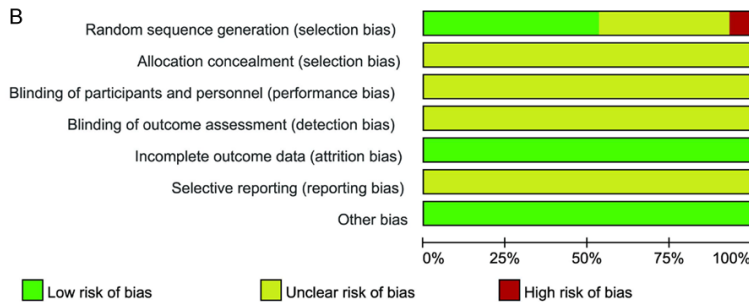 B
Random sequence generation (selection bias)
Allocation concealment (selection bias)
Blinding of participants and personnel (performance bias)
Blinding of outcome assessment (detection bias)
Incomplete outcome data (attrition bias)
Selective reporting (reporting bias)
Other bias
0% 25% 50% 75% 100%
Low risk of bias Unclear risk of bias High risk of bias